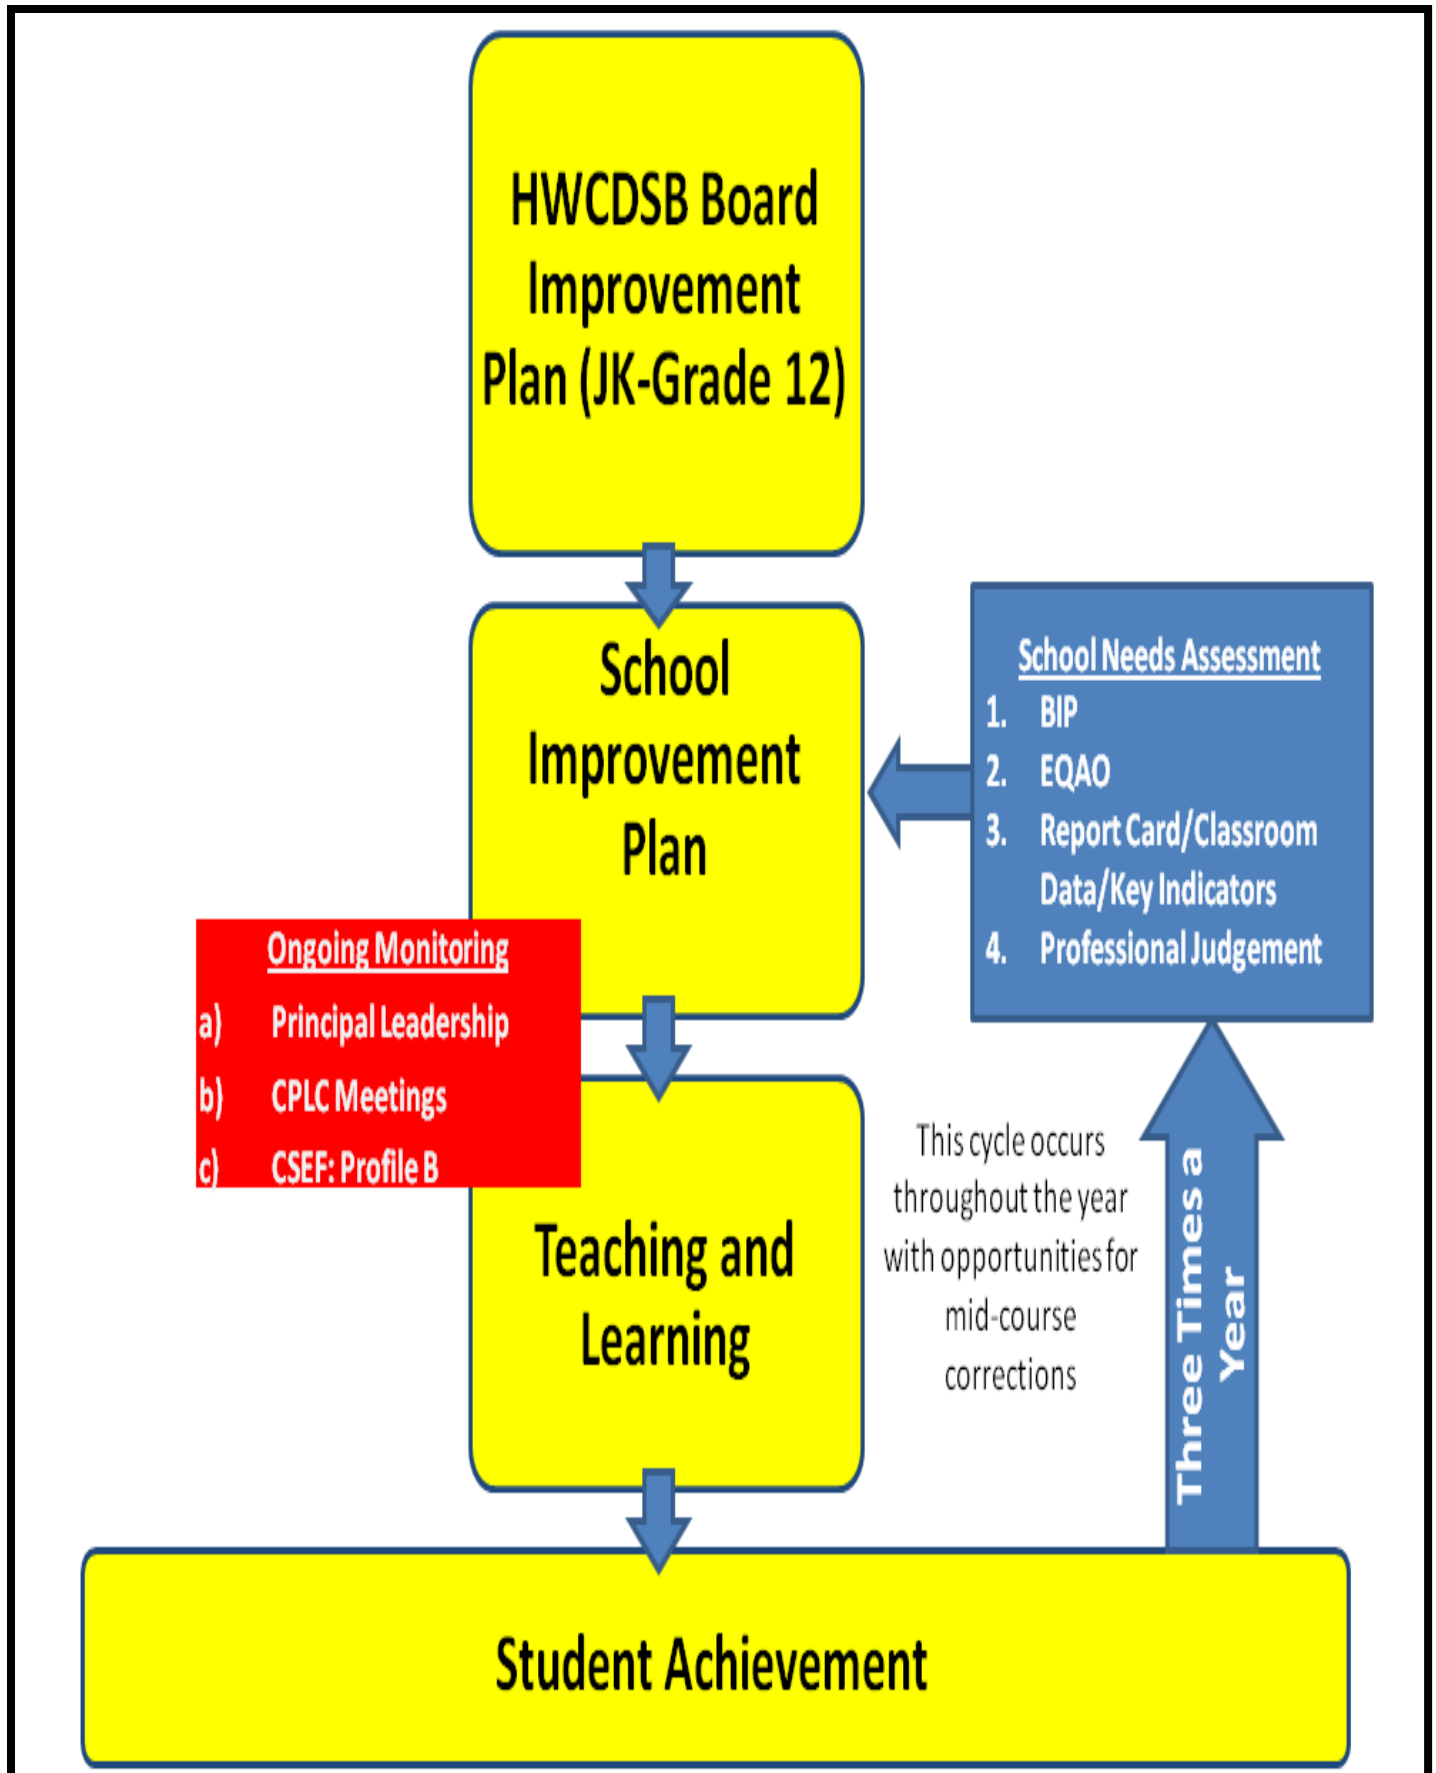 HWCDSB Board
Improvement
Plan (JK-Grade 12)
School
Improvement
Plan
School Needs Assessment
1. BIP
2. EQAO
3. Report Card/Classroom
Data/Key Indicators
4. Professional Judgement
Ongoing Monitoring
a) Principal Leadership
b) CPLC Meetings
c) CSEF: Profile B
Teaching and
Learning
This cycle occurs
throughout the year
with opportunities for
mid-course
corrections
Three Times a
Year
Student Achievement